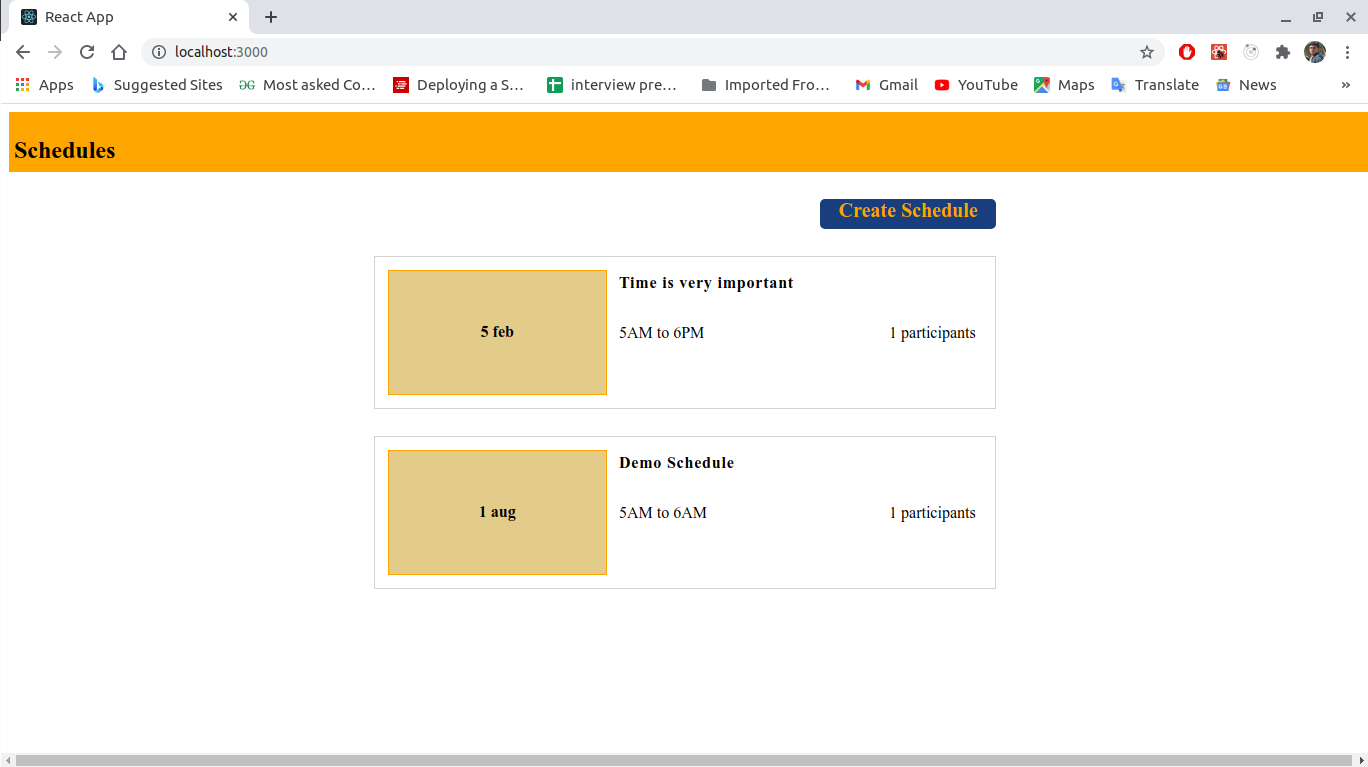 React App
localhost:3000
Apps Suggested Sites Most asked Co... Deploying a S... interview pre... Imported Fro... Gmail YouTube Maps Translate News »
Schedules
Create Schedule
Time is very important
5 feb
5AM to 6PM 1 participants
Demo Schedule
1 aug
5AM to 6AM 1 participants